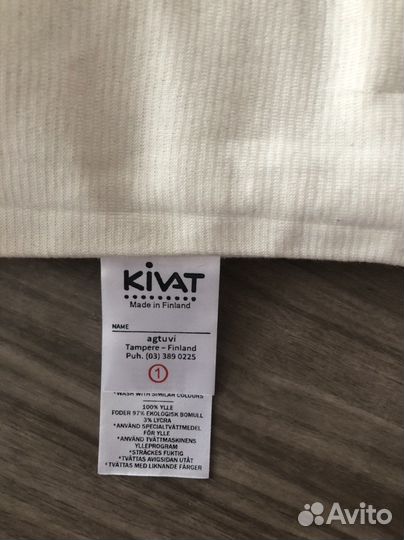 KIVAT
Made in Finland
NAME
agtuvi
Tampere – Finland
Puh. (03) 389 0225
1
*WASH WITH SIMILAR COLOURS
100% YLLE
FODER 97% EKOLOGISK BOMULL
3% LYCRA
*ANVÄND SPECIALTVÄTTMEDEL
FÖR YLLE
*ANVÄND TVÄTTMASKINENS
YLLEPROGRAM
*STRÄCKES FUKTIG
*TVÄTTAS AVIGSIDAN UTÅT
*TVÄTTAS MED LIKNANDE FÄRGER
Avito